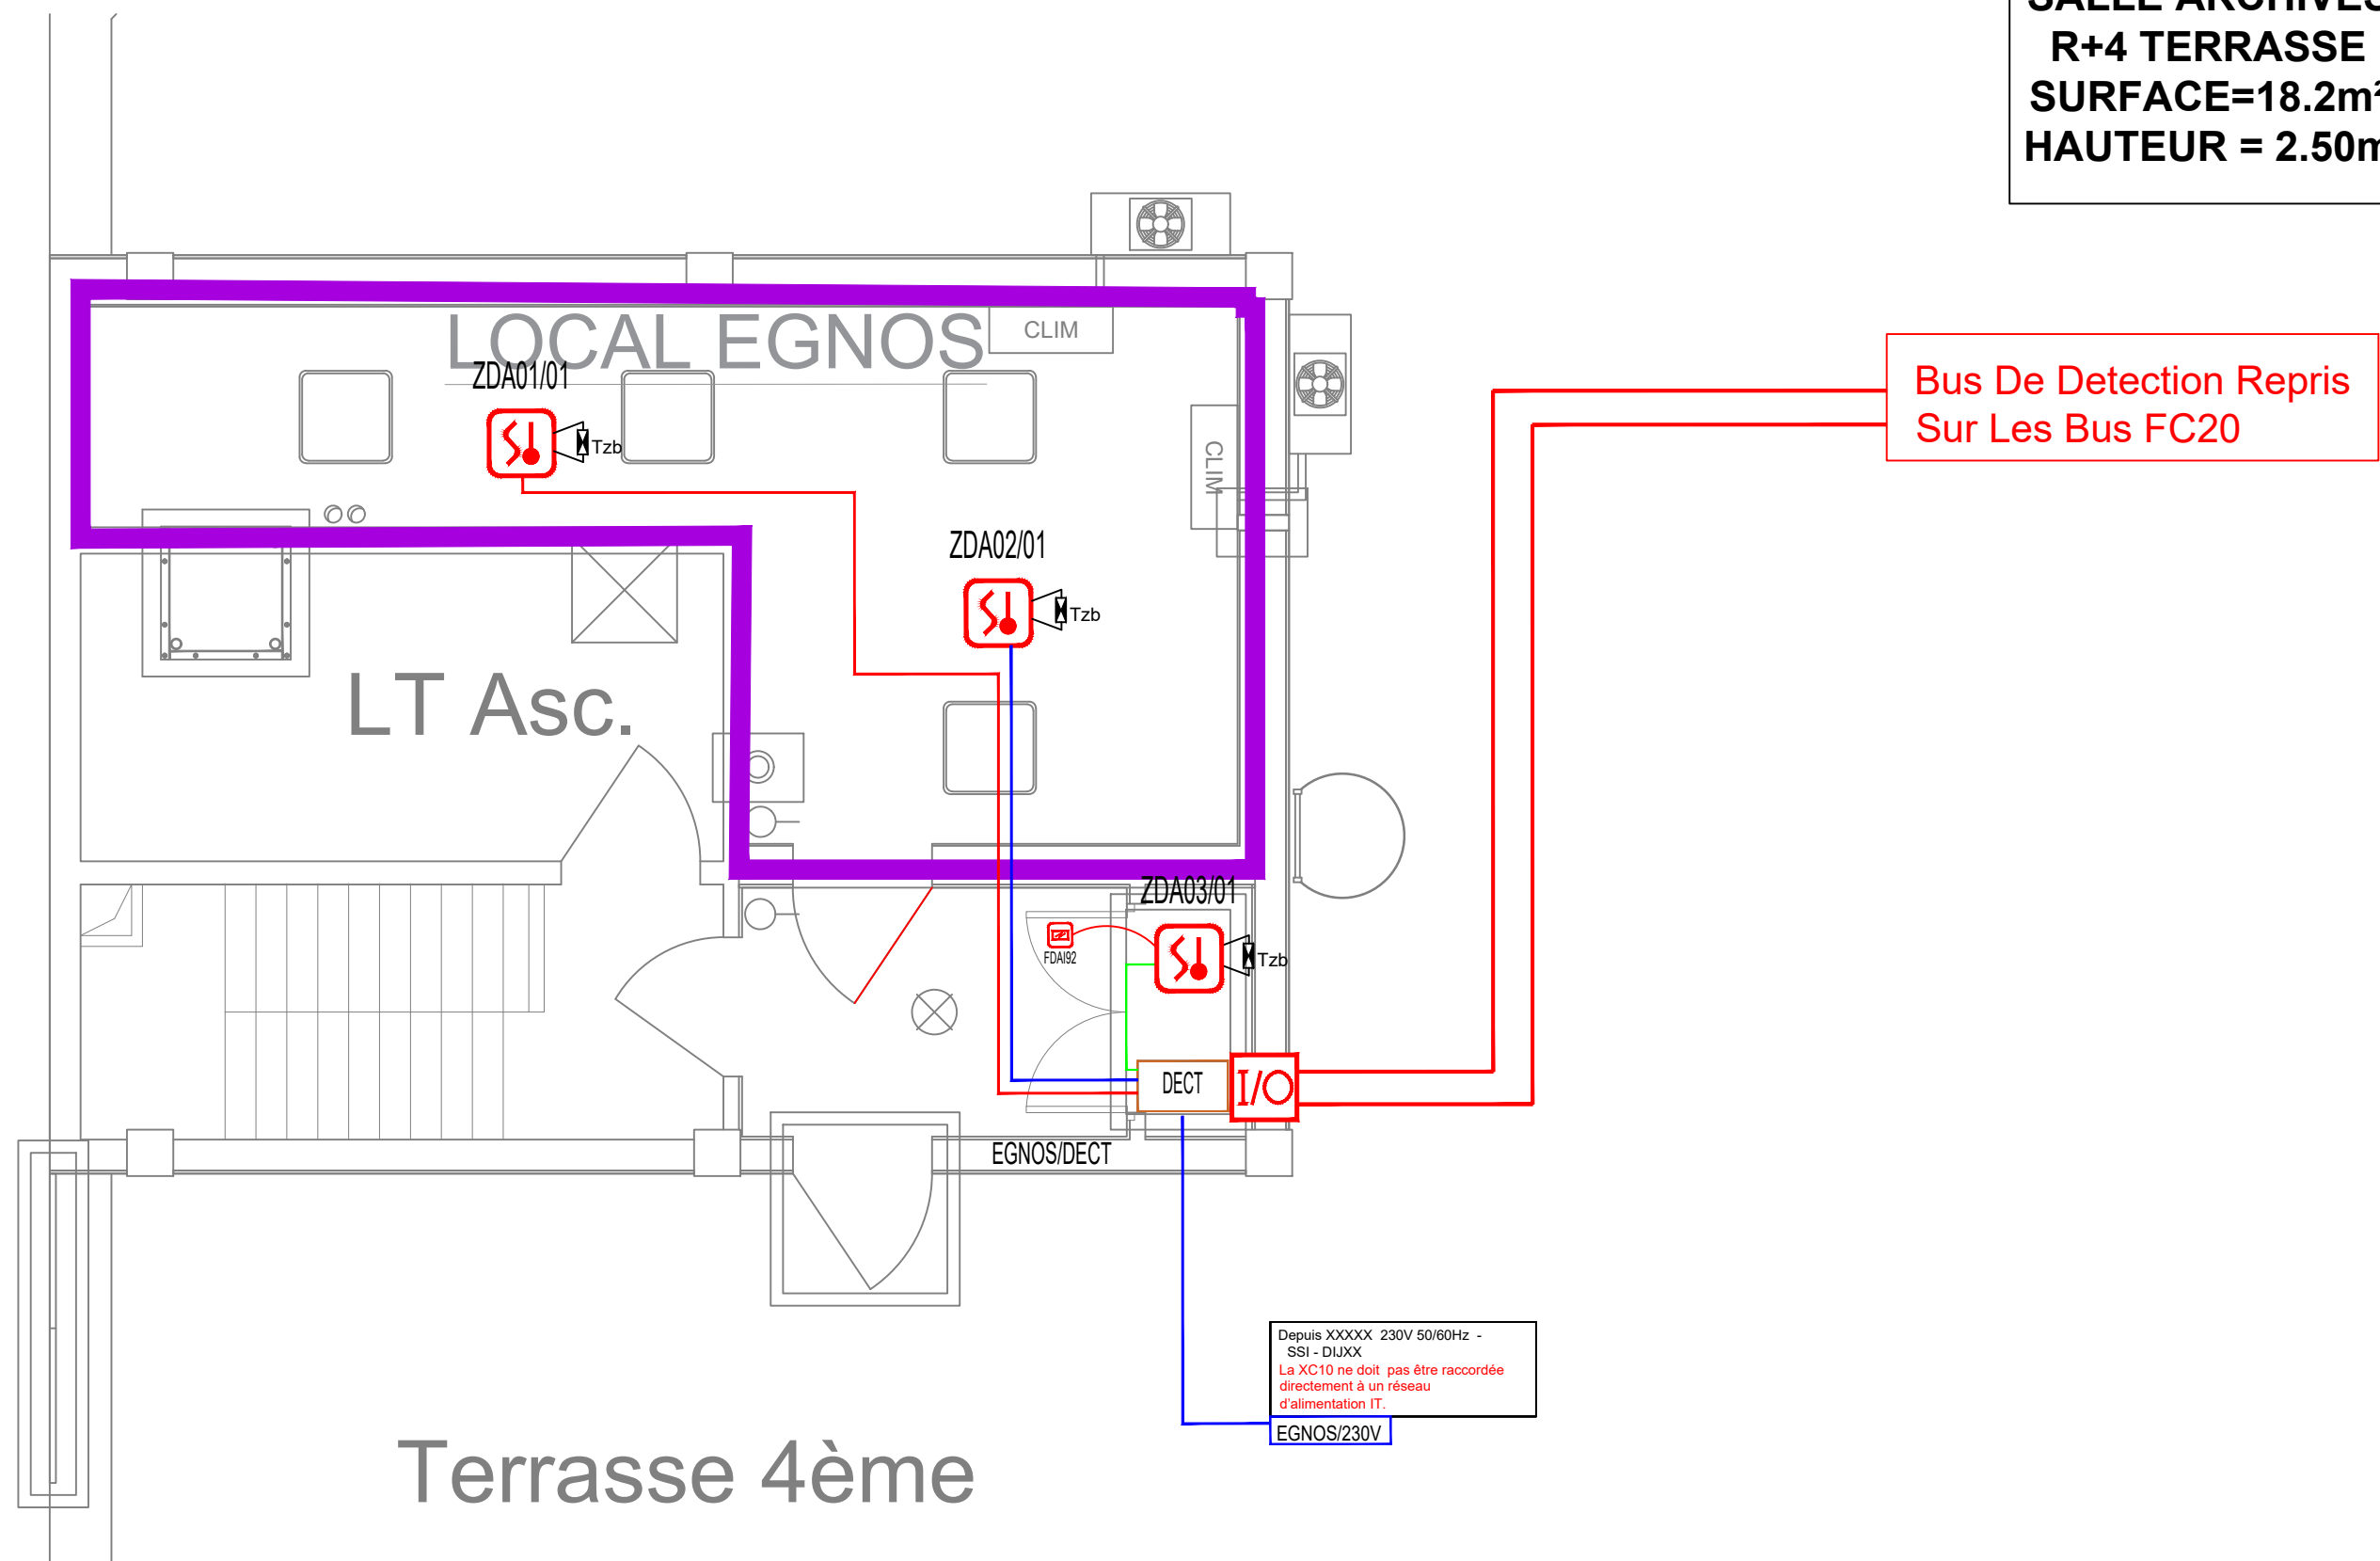 SALLE ARCHIVES
R+4 TERRASSE
SURFACE=18.2m²
HAUTEUR = 2.50m
LOCAL EGNOS
CLIM
ZDA01/01
Tzb
Bus De Detection Repris
Sur Les Bus FC20
CLIM
ZDA02/01
Tzb
LT Asc.
ZDA03/01
FDAI92
Tzb
DECT
I/O
EGNOS/DECT
Depuis XXXXX 230V 50/60Hz -
SSI - DIJXX
La XC10 ne doit pas être raccordée
directement à un réseau
d'alimentation IT.
EGNOS/230V
Terrasse 4ème